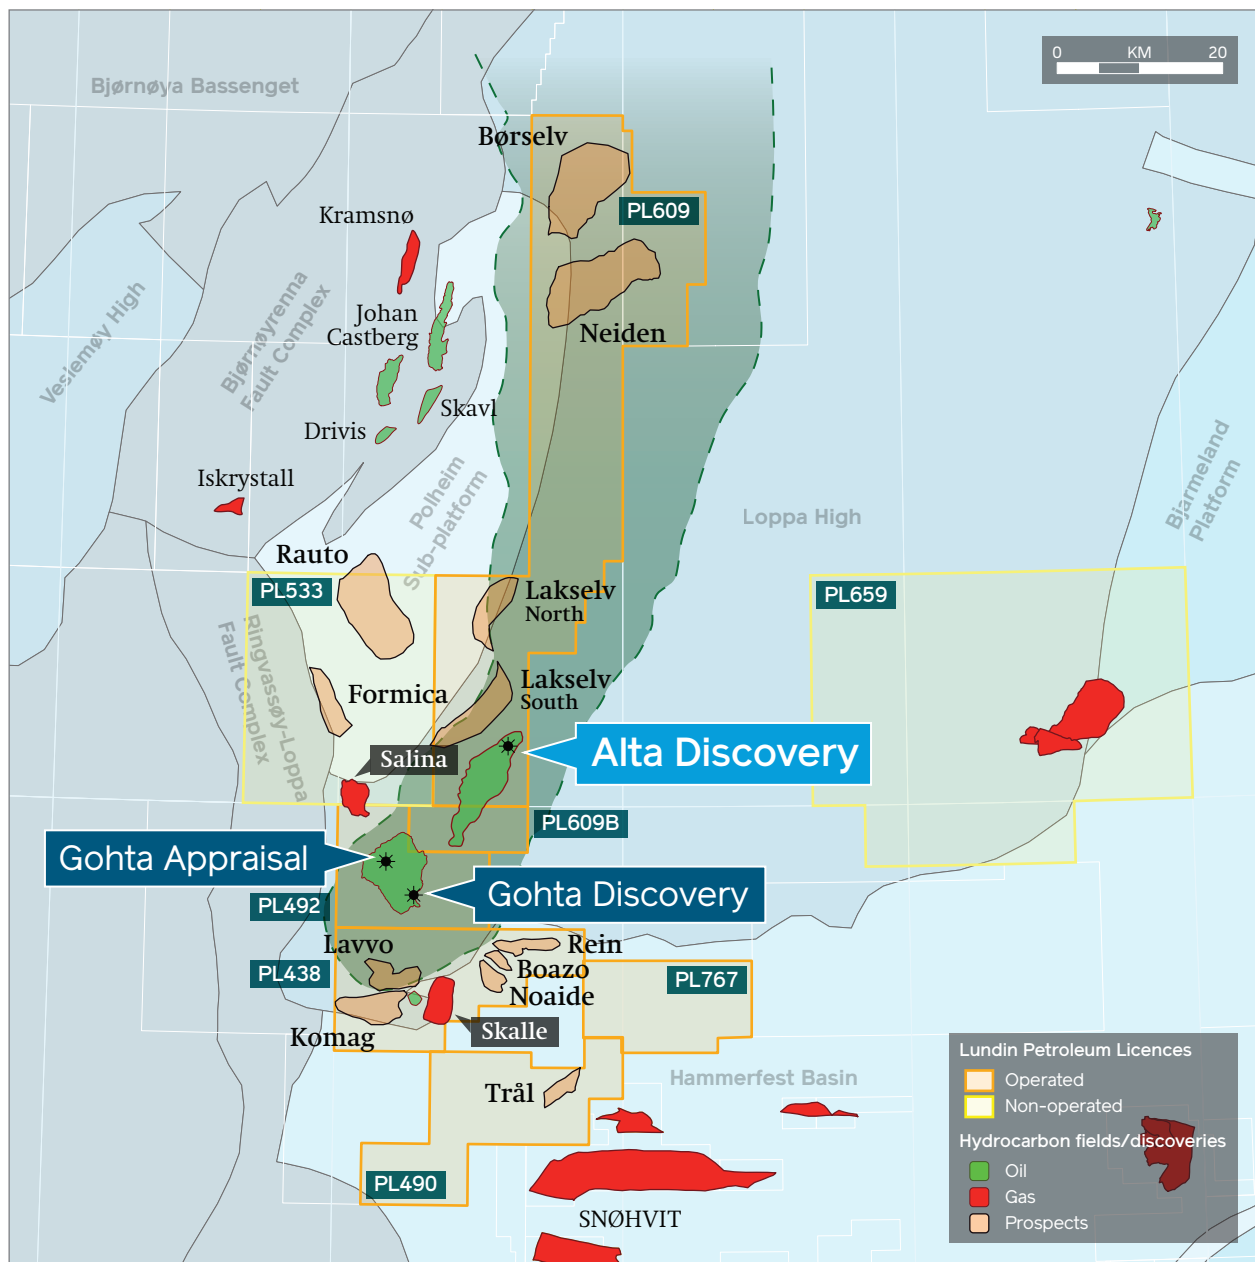 0 KM 20
Bjørnøya Bassenget
Børselv
Kramsnø
PL609
Johan
Castberg
Neiden
Vesiemøy High
Bjørnøyrenna
Fault Complex
Skavl
Drivis
Iskrystall
Polheim
Sub-platform
Loppa High
Bjarmeland
Platform
Rauto
PL533
Lakselv
North
PL659
Ringvassøy-Loppa
Fault Complex
Formica
Lakselv
South
Salina
Alta Discovery
PL609B
Gohta Appraisal
Gohta Discovery
PL492
Lavvo
Rein
PL438
Boazo
PL767
Noaide
Komag
Skalle
Hammerfest Basin
Trål
PL490
SNØHVIT
Lundin Petroleum Licences
Operated
Non-operated
Hydrocarbon fields/discoveries
Oil
Gas
Prospects